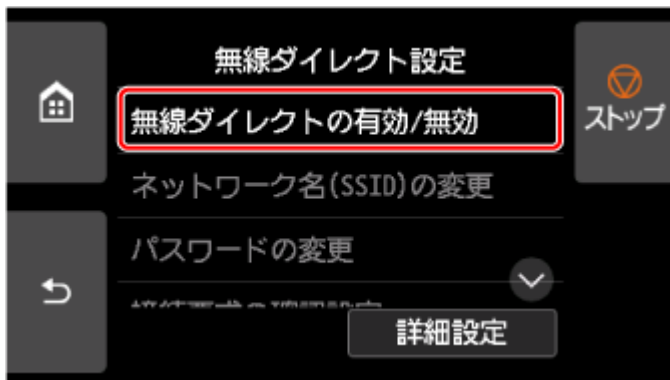 無線ダイレクト設定
ストップ
無線ダイレクトの有効/無効
ネットワーク名(SSID)の変更
パスワードの変更
詳細設定